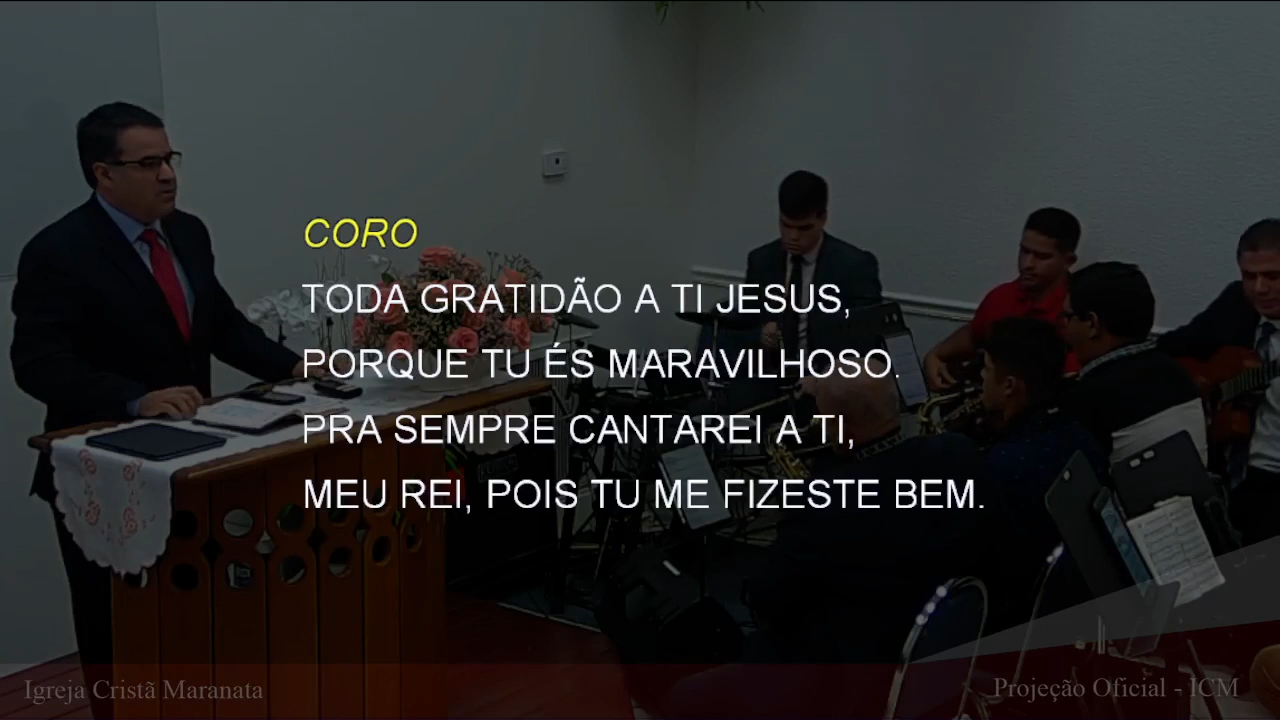 CORO
TODA GRATIDÃO A TI JESUS,
PORQUE TU ÉS MARAVILHOSO.
PRA SEMPRE CANTAREI A TI,
MEU REI, POIS TU ME FIZESTE BEM.
Igreja Cristã Maranata
Projeção Oficial - ICM